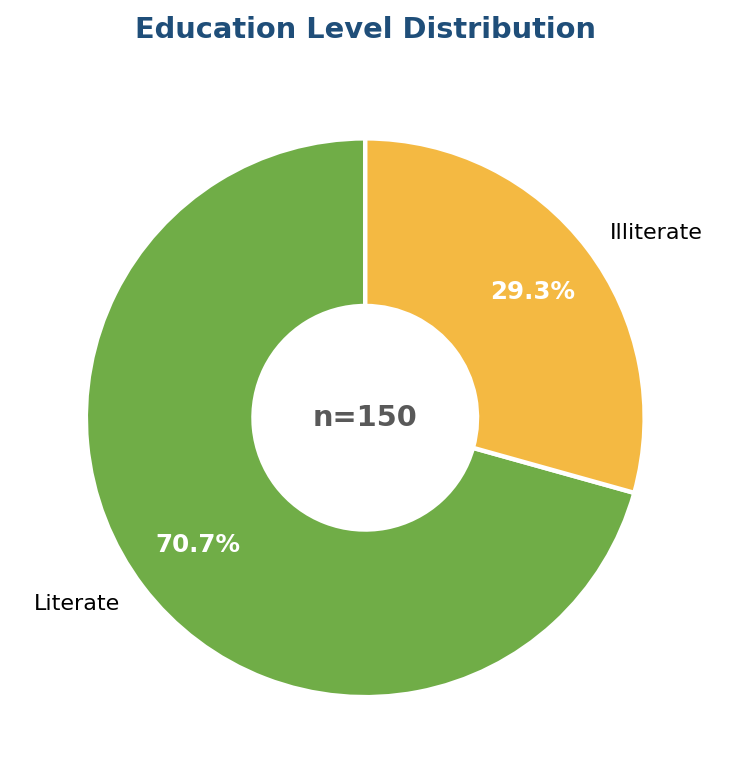 Education Level Distribution
Illiterate
29.3%
n=150
70.7%
Literate